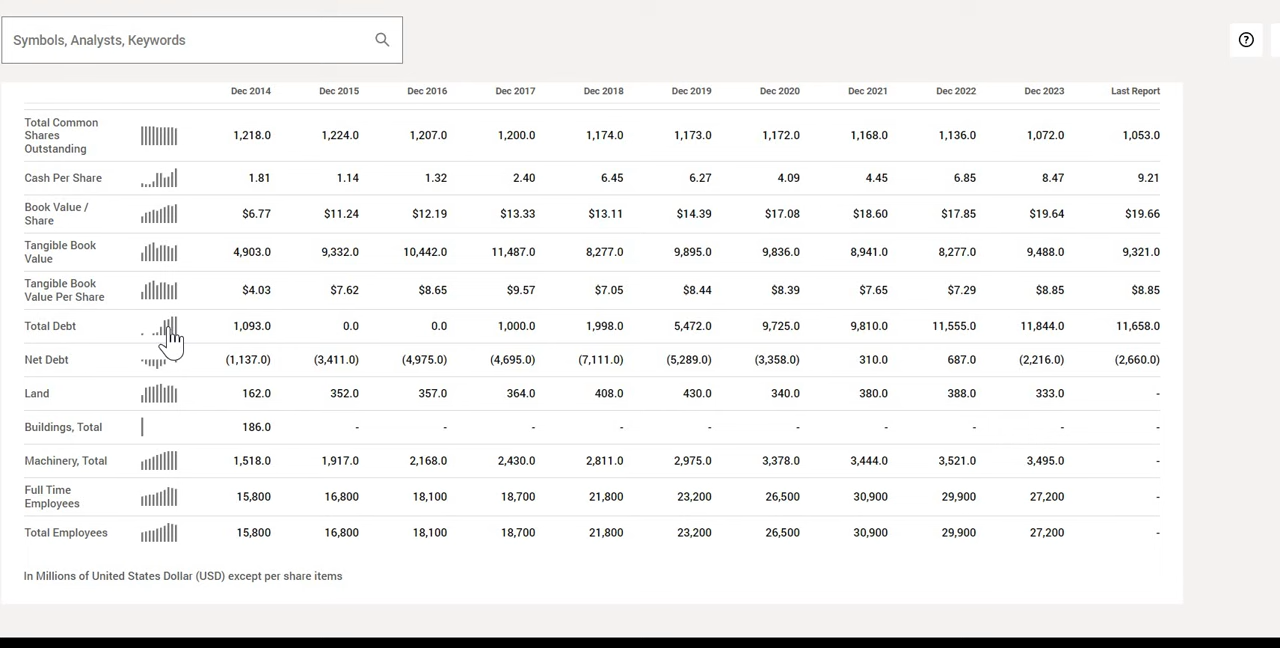 Symbols, Analysts, Keywords
Dec 2014 Dec 2015 Dec 2016 Dec 2017 Dec 2018 Dec 2019 Dec 2020 Dec 2021 Dec 2022 Dec 2023 Last Report
Total Common
Shares
Outstanding
1,218.0 1,224.0 1,207.0 1,200.0 1,174.0 1,173.0 1,172.0 1,168.0 1,136.0 1,072.0 1,053.0
Cash Per Share 1.81 1.14 1.32 2.40 6.45 6.27 4.09 4.45 6.85 8.47 9.21
Book Value /
Share
$6.77 $11.24 $12.19 $13.33 $13.11 $14.39 $17.08 $18.60 $17.85 $19.64 $19.66
Tangible Book
Value
4,903.0 9,332.0 10,442.0 11,487.0 8,277.0 9,895.0 9,836.0 8,941.0 8,277.0 9,488.0 9,321.0
Tangible Book
Value Per Share
$4.03 $7.62 $8.65 $9.57 $7.05 $8.44 $8.39 $7.65 $7.29 $8.85 $8.85
Total Debt 1,093.0 0.0 0.0 1,000.0 1,998.0 5,472.0 9,725.0 9,810.0 11,555.0 11,844.0 11,658.0
Net Debt (1,137.0) (3,411.0) (4,975.0) (4,695.0) (7,111.0) (5,289.0) (3,358.0) 310.0 687.0 (2,216.0) (2,660.0)
Land 162.0 352.0 357.0 364.0 408.0 430.0 340.0 380.0 388.0 333.0 -
Buildings, Total 186.0 - - - - - - - - - -
Machinery, Total 1,518.0 1,917.0 2,168.0 2,430.0 2,811.0 2,975.0 3,378.0 3,444.0 3,521.0 3,495.0 -
Full Time
Employees
15,800 16,800 18,100 18,700 21,800 23,200 26,500 30,900 29,900 27,200 -
Total Employees 15,800 16,800 18,100 18,700 21,800 23,200 26,500 30,900 29,900 27,200 -
In Millions of United States Dollar (USD) except per share items